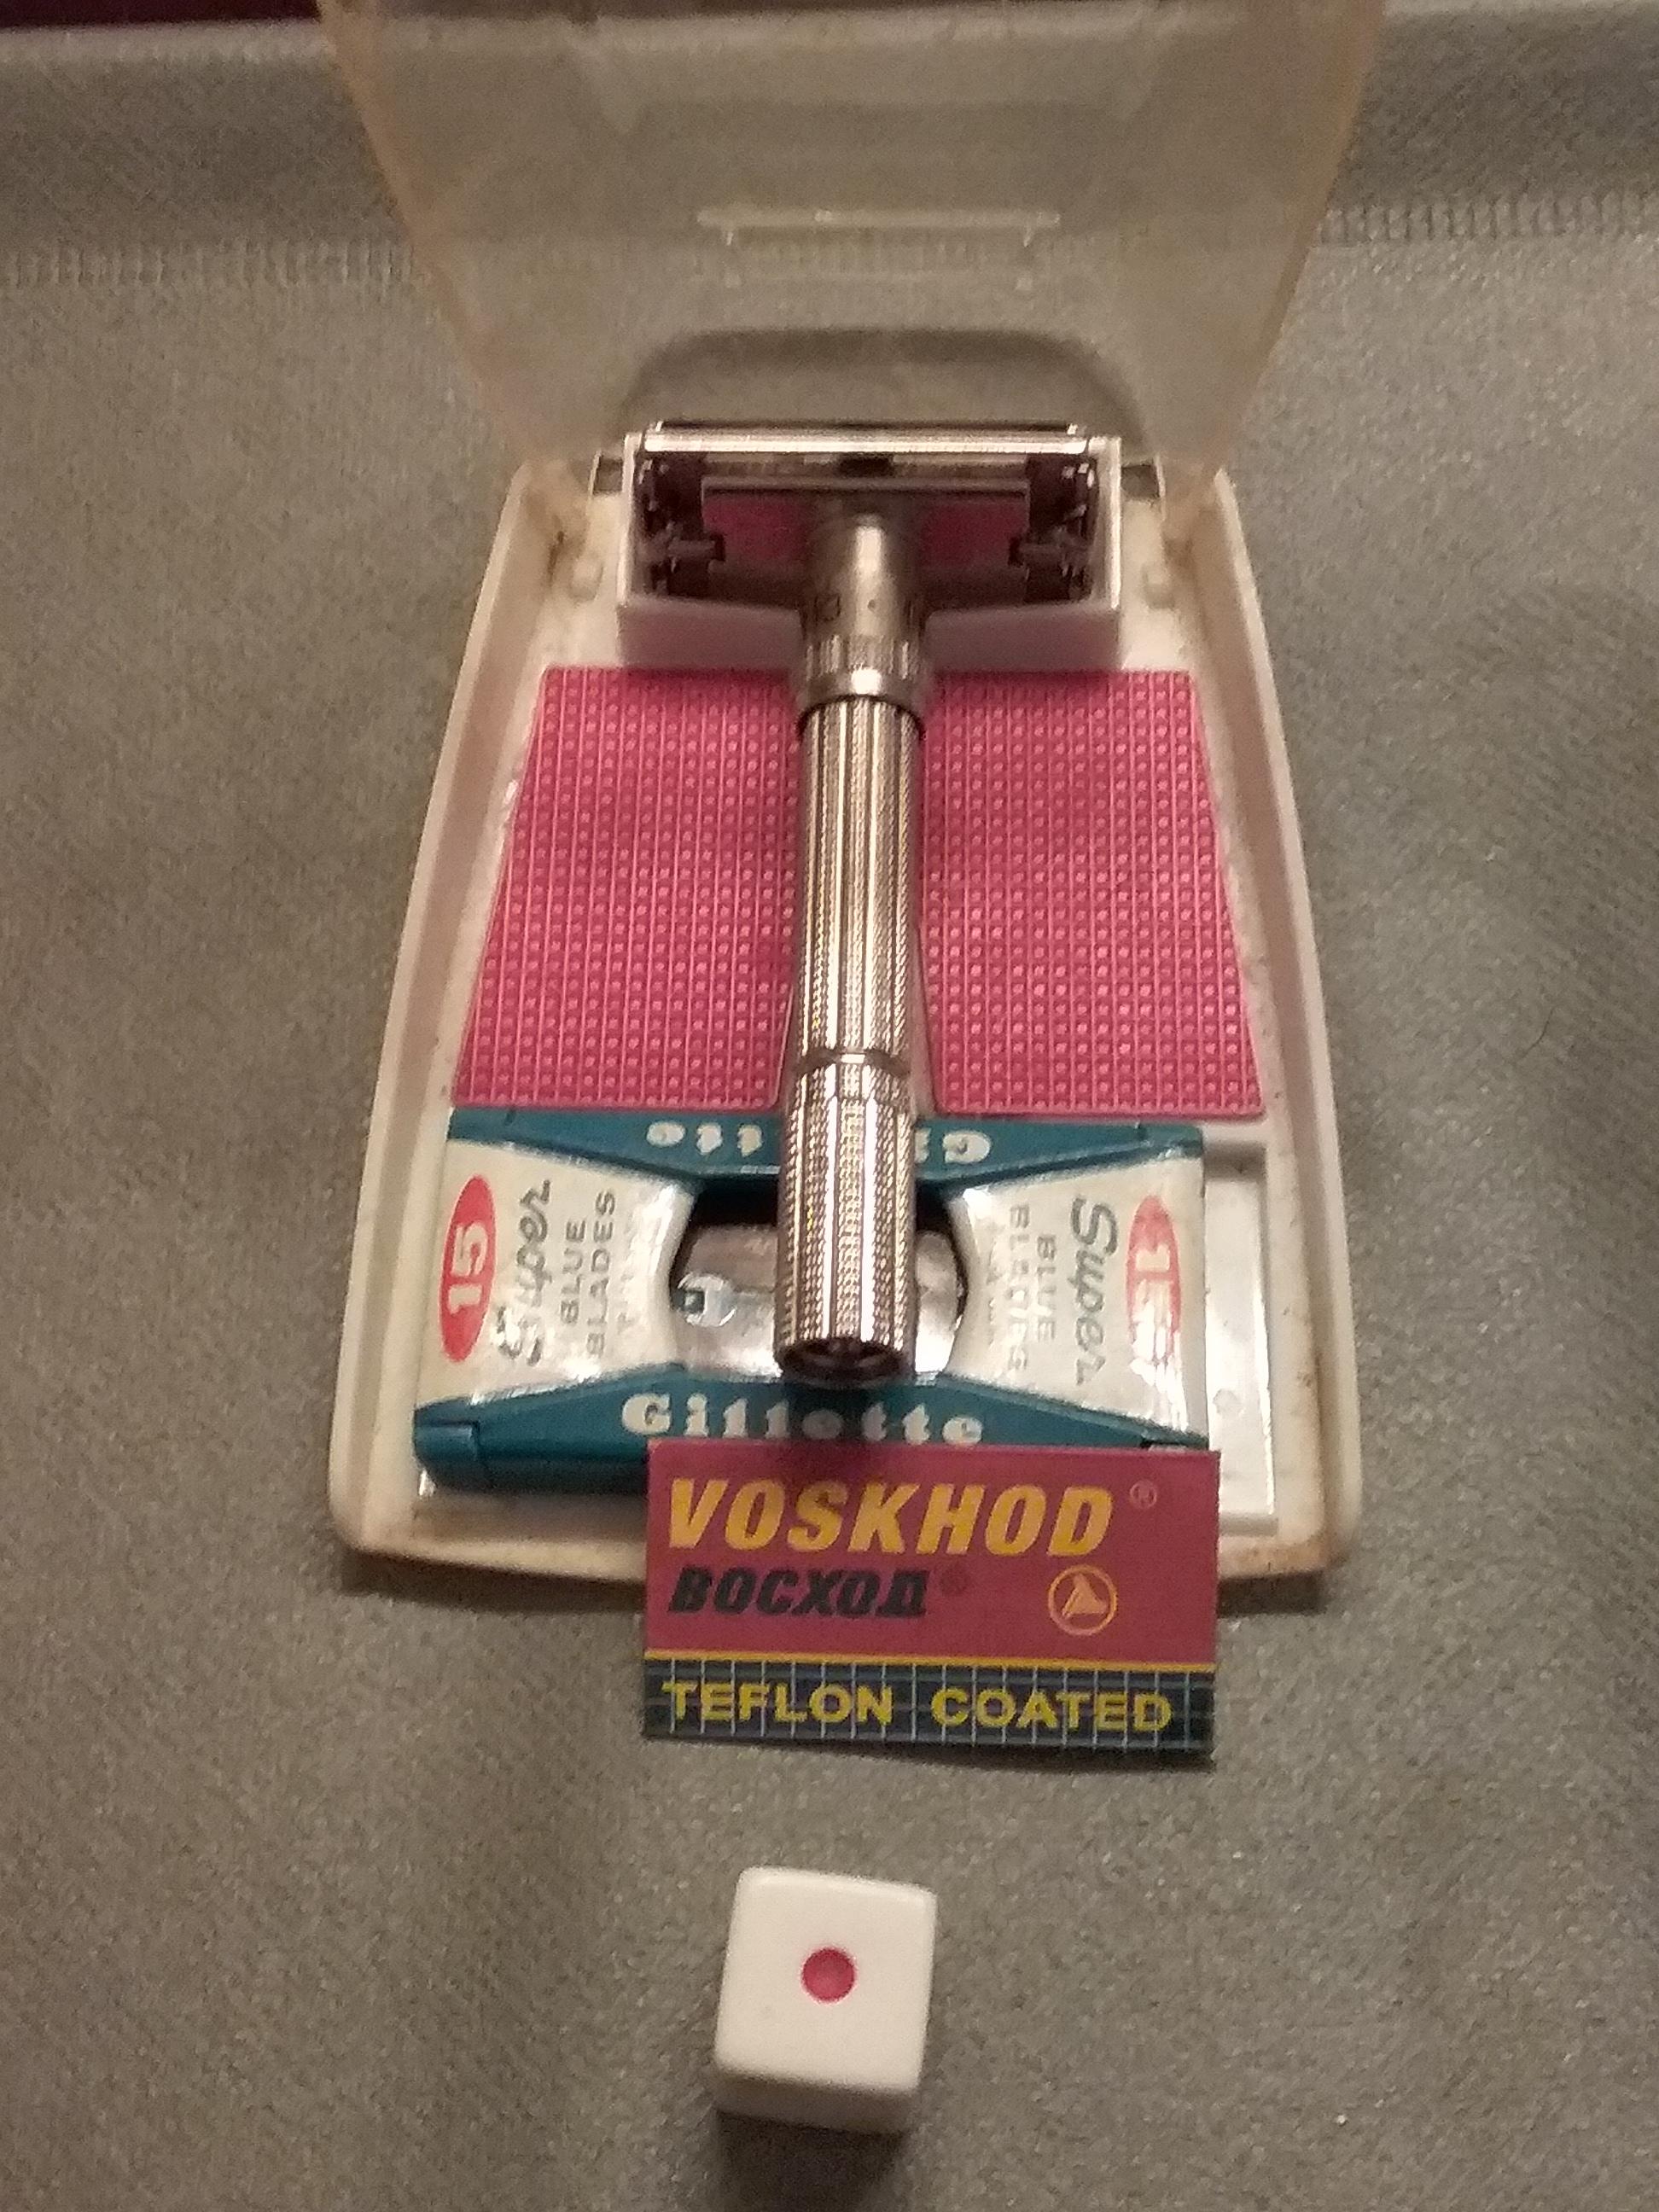 Gillette
15
Super
BLUE
BLADES
15
Super
BLUE
BLADES
Gillette
VOSKHOD ®
ВОСХОД ®
TEFLON COATED